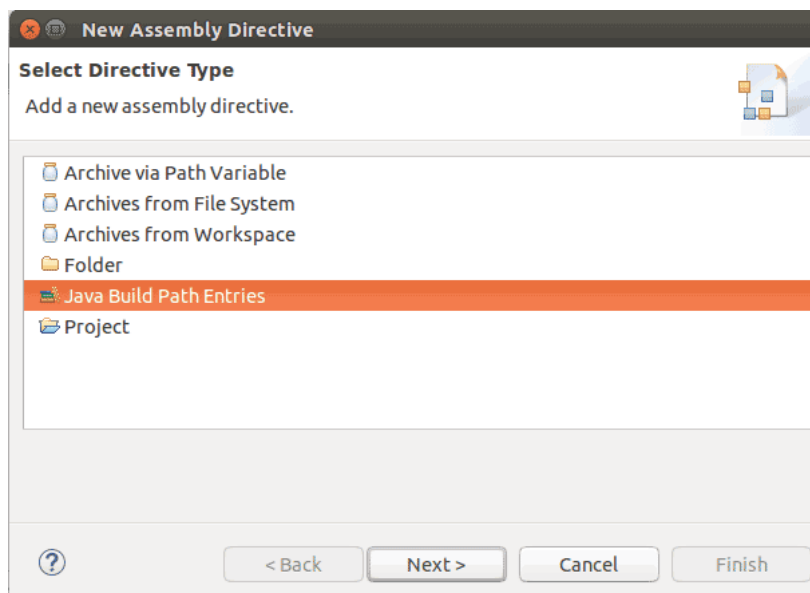 New Assembly Directive
Select Directive Type
Add a new assembly directive.
Archive via Path Variable
Archives from File System
Archives from Workspace
Folder
Java Build Path Entries
Project
? < Back Next > Cancel Finish